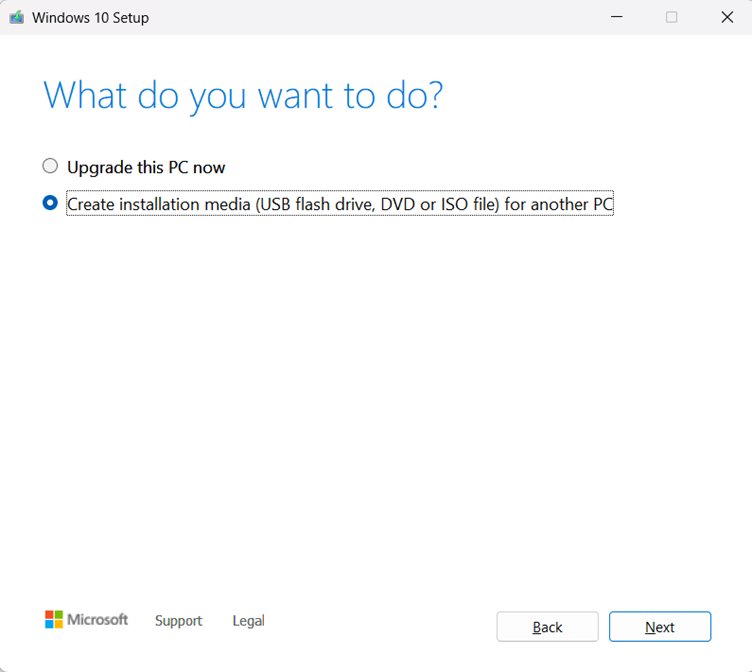 Windows 10 Setup
What do you want to do?
Upgrade this PC now
Create installation media (USB flash drive, DVD or ISO file) for another PC
Microsoft Support Legal
Back Next